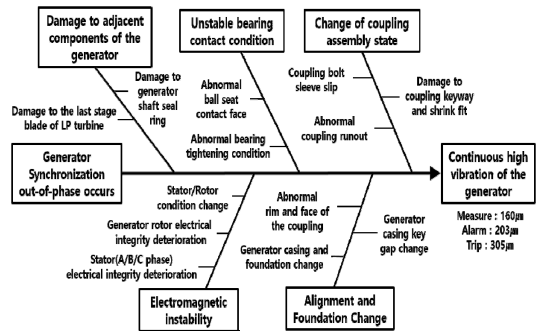 Damage to adjacent
components of the
generator
Unstable bearing
contact condition
Change of coupling
assembly state
Damage to
generator
shaft seal
ring
Damage to the last stage
blade of LP turbine
Abnormal
ball seat
contact face
Abnormal bearing
tightening condition
Coupling bolt
sleeve slip
Abnormal
coupling runout
Damage to
coupling keyway
and shrink fit
Generator
Synchronization
out-of-phase occurs
Continuous high
vibration of the
generator
Measure : 160㎛
Alarm : 203㎛
Trip : 305㎛
Stator/Rotor
condition change
Generator rotor electrical
integrity deterioration
Stator(A/B/C phase)
electrical integrity deterioration
Abnormal
rim and face of
the coupling
Generator casing and
foundation change
Generator
casing key
gap change
Electromagnetic
instability
Alignment and
Foundation Change